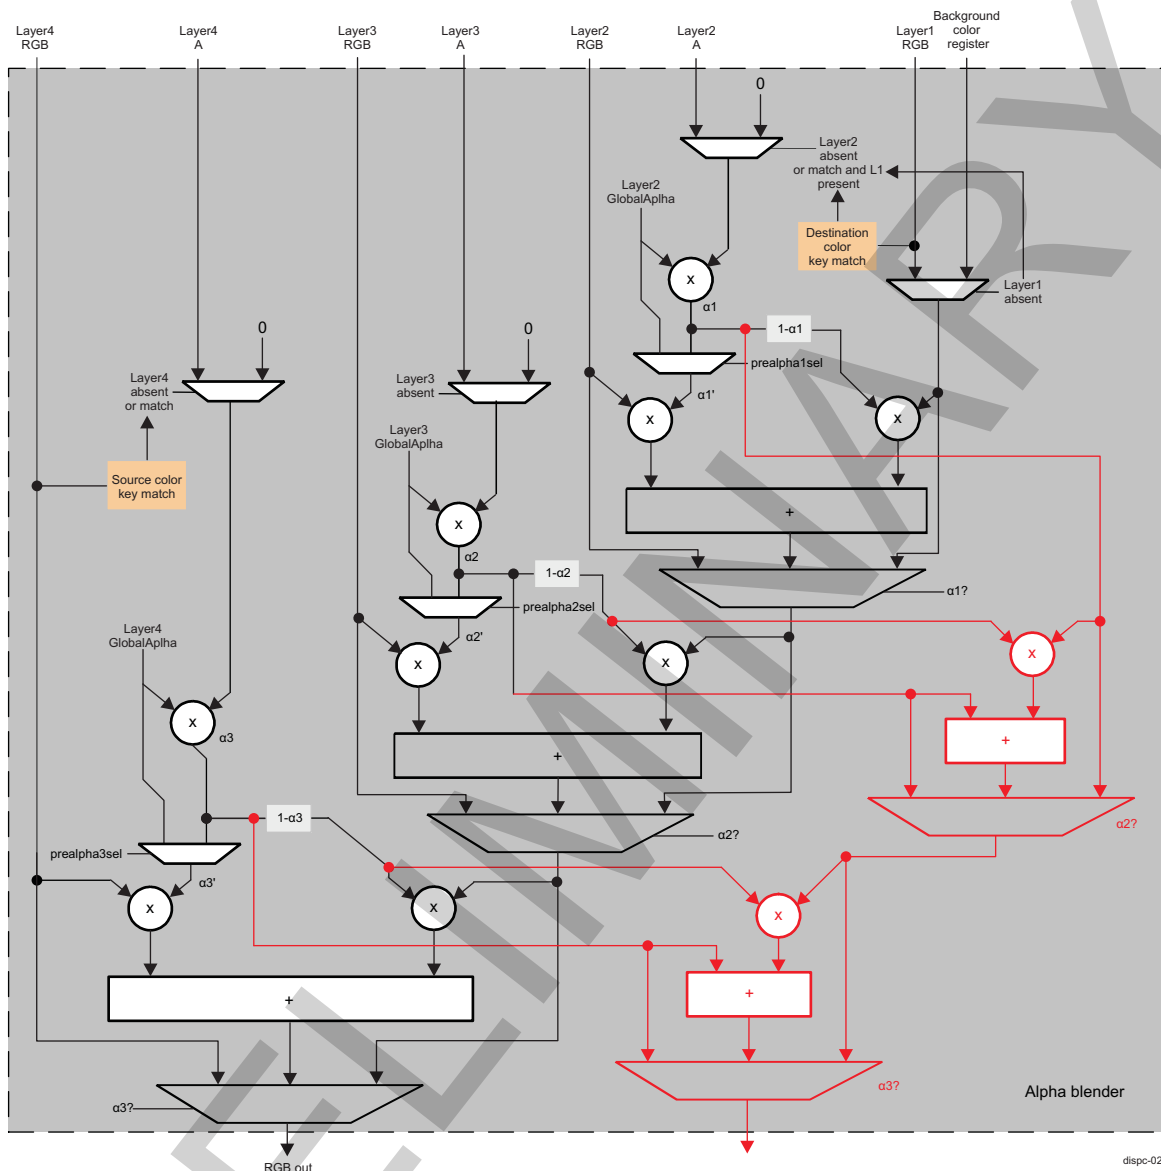 Layer4
RGB
Layer4
A
Layer3
RGB
Layer3
A
Layer2
RGB
Layer2
A
Layer1
RGB
Background
color
register
0
Layer2
absent
or match and L1
present
Layer2
GlobalAplha
Destination
color
key match
x
Layer1
absent
α1
0
0
1-α1
prealpha1sel
Layer4
absent
or match
Layer3
absent
α1'
x
x
Layer3
GlobalAplha
Source color
key match
+
x
α2
1-α2
α1?
prealpha2sel
Layer4
GlobalAplha
α2'
x
x
x
x
α3
+
+
1-α3
α2?
α2?
prealpha3sel
α3'
x
x
x
+
+
α3?
α3?
Alpha blender
RGB out
dispc-02
ELIMINARY